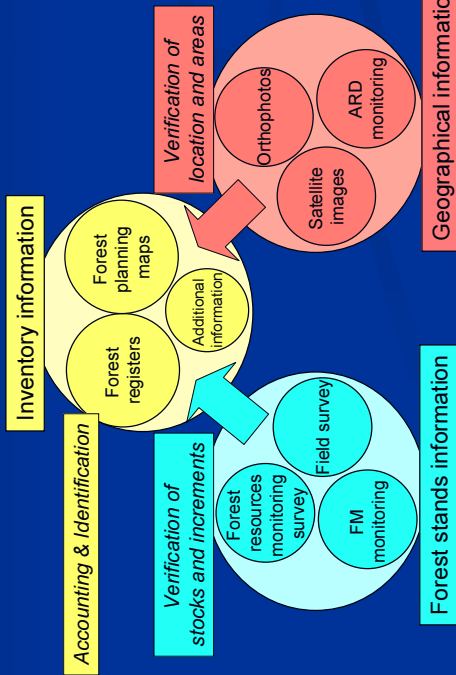 Inventory information
Accounting & Identification
Forest
registers
Forest
planning
maps
Additional
information
Verification of
stocks and increments
Forest
resources
monitoring
survey
Field survey
FM
monitoring
Forest stands information
Verification of
location and areas
Orthophotos
Satellite
images
ARD
monitoring
Geographical informatio